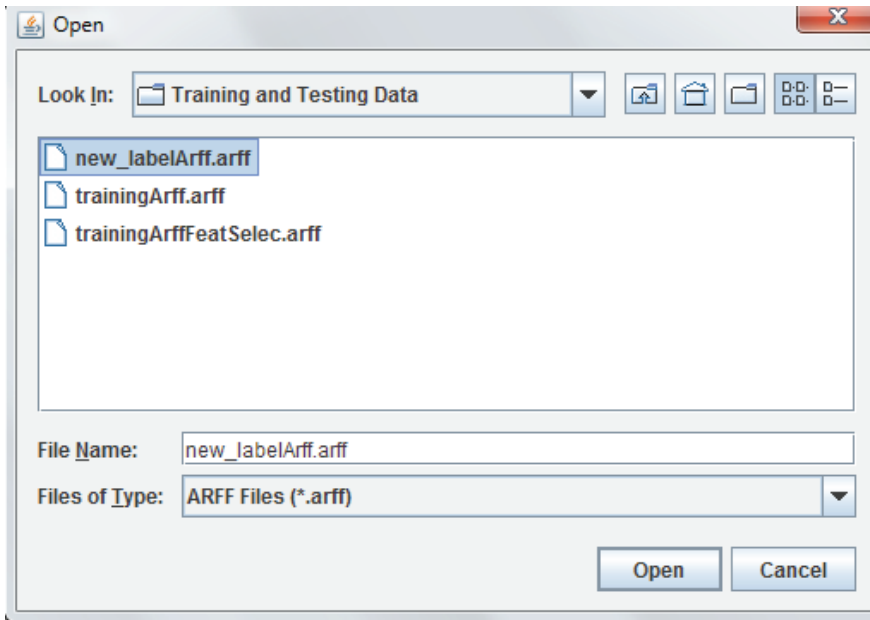 Open
Look In: Training and Testing Data
new_labelArff.arff
trainingArff.arff
trainingArffFeatSelec.arff
File Name: new_labelArff.arff
Files of Type: ARFF Files (*.arff)
Open Cancel